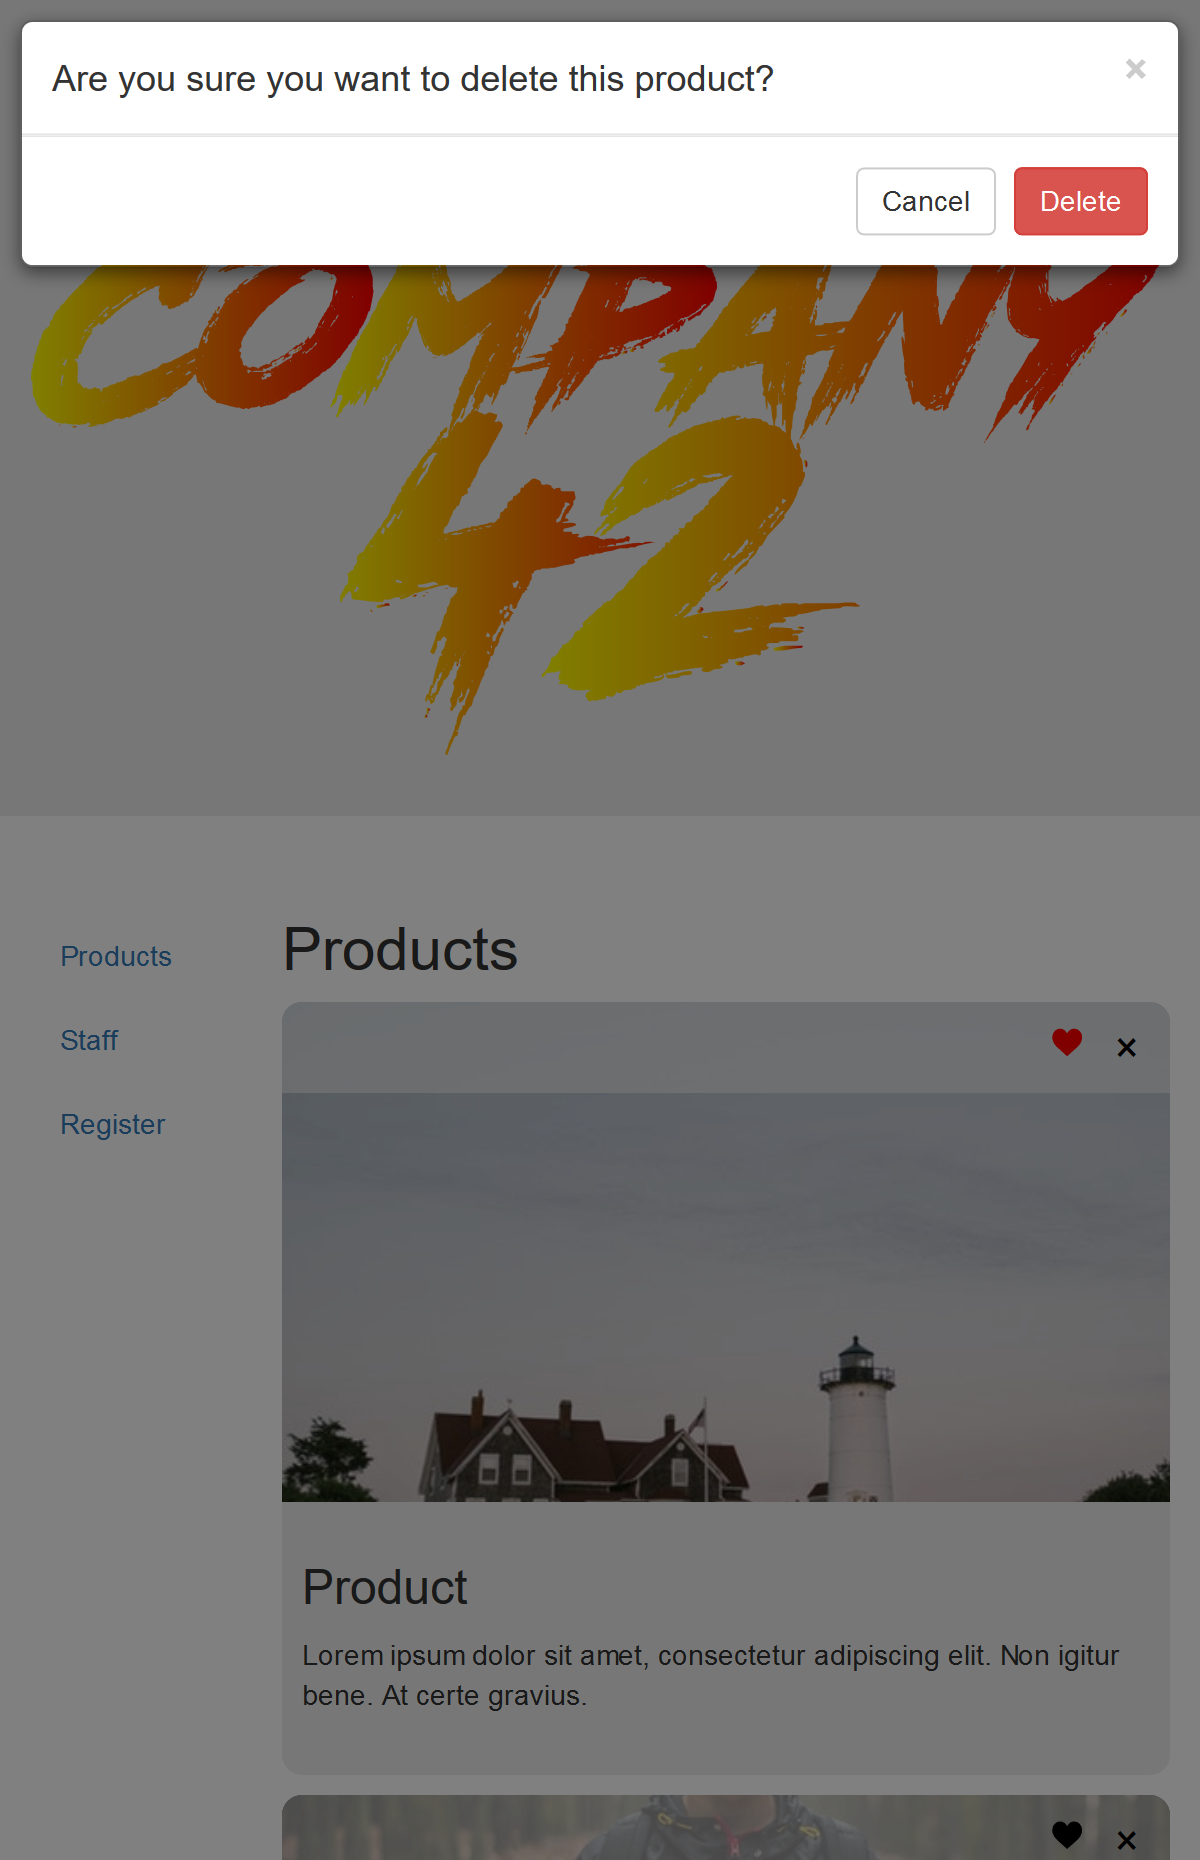 Are you sure you want to delete this product?
×
Cancel
Delete
COMPANY
42
Products
Staff
Register
Products
Product
Lorem ipsum dolor sit amet, consectetur adipiscing elit. Non igitur
bene. At certe gravius.